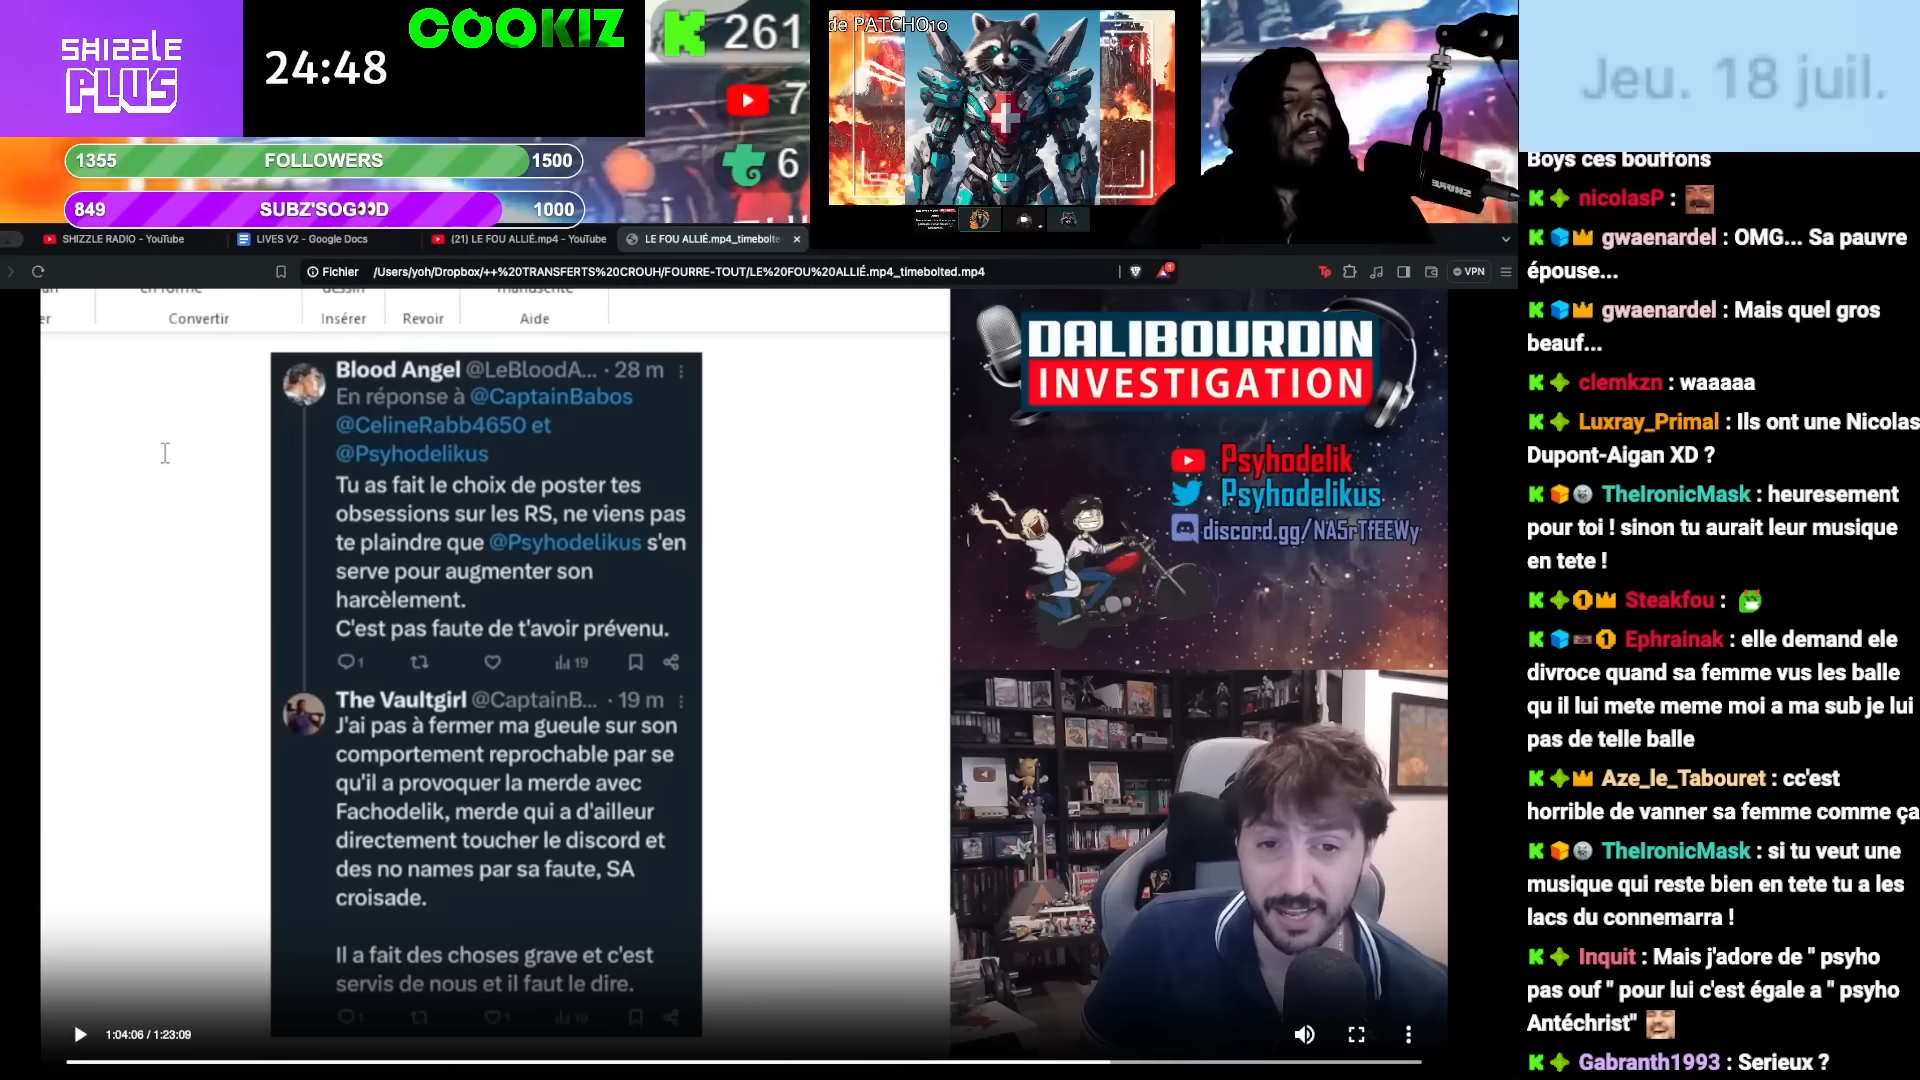 SHIZZLE
PLUS
24:48
COOKIZ
261
7
6
1355 FOLLOWERS 1500
849 SUBZ'SOG👀D 1000
de PATCHO10
Jeu. 18 juil.
SHIZZLE RADIO - YouTube
LIVES V2 - Google Docs
(21) LE FOU ALLIÉ.mp4 - YouTube
LE FOU ALLIÉ.mp4_timebolte
Fichier /Users/yoh/Dropbox/++%20TRANSFERTS%20CROUH/FOURRE-TOUT/LE%20FOU%20ALLIÉ.mp4_timebolted.mp4
VPN
Convertir
Insérer
Revoir
Aide
Blood Angel @LeBloodA... · 28 m
En réponse à @CaptainBabos
@CelineRabb4650 et
@Psyhodelikus
Tu as fait le choix de poster tes
obsessions sur les RS, ne viens pas
te plaindre que @Psyhodelikus s'en
serve pour augmenter son
harcèlement.
C'est pas faute de t'avoir prévenu.
1 19
The Vaultgirl @CaptainB... · 19 m
J'ai pas à fermer ma gueule sur son
comportement reprochable par se
qu'il a provoquer la merde avec
Fachodelik, merde qui a d'ailleur
directement toucher le discord et
des no names par sa faute, SA
croisade.
Il a fait des choses grave et c'est
servis de nous et il faut le dire.
DALIBOURDIN
INVESTIGATION
Psyhodelik
Psyhodelikus
discord.gg/NA5rTfEEWy
SHURE
1:04:06 / 1:23:09
Boys ces bouffons
nicolasP :
gwaenardel : OMG... Sa pauvre
épouse...
gwaenardel : Mais quel gros
beauf...
clemkzn : waaaaa
Luxray_Primal : Ils ont une Nicolas
Dupont-Aigan XD ?
TheIronicMask : heuresement
pour toi ! sinon tu aurait leur musique
en tete !
Steakfou :
Ephrainak : elle demand ele
divroce quand sa femme vus les balle
qu il lui mete meme moi a ma sub je lui
pas de telle balle
Aze_le_Tabouret : cc'est
horrible de vanner sa femme comme ça
TheIronicMask : si tu veut une
musique qui reste bien en tete tu a les
lacs du connemarra !
Inquit : Mais j'adore de " psyho
pas ouf " pour lui c'est égale a " psyho
Antéchrist"
Gabranth1993 : Serieux ?